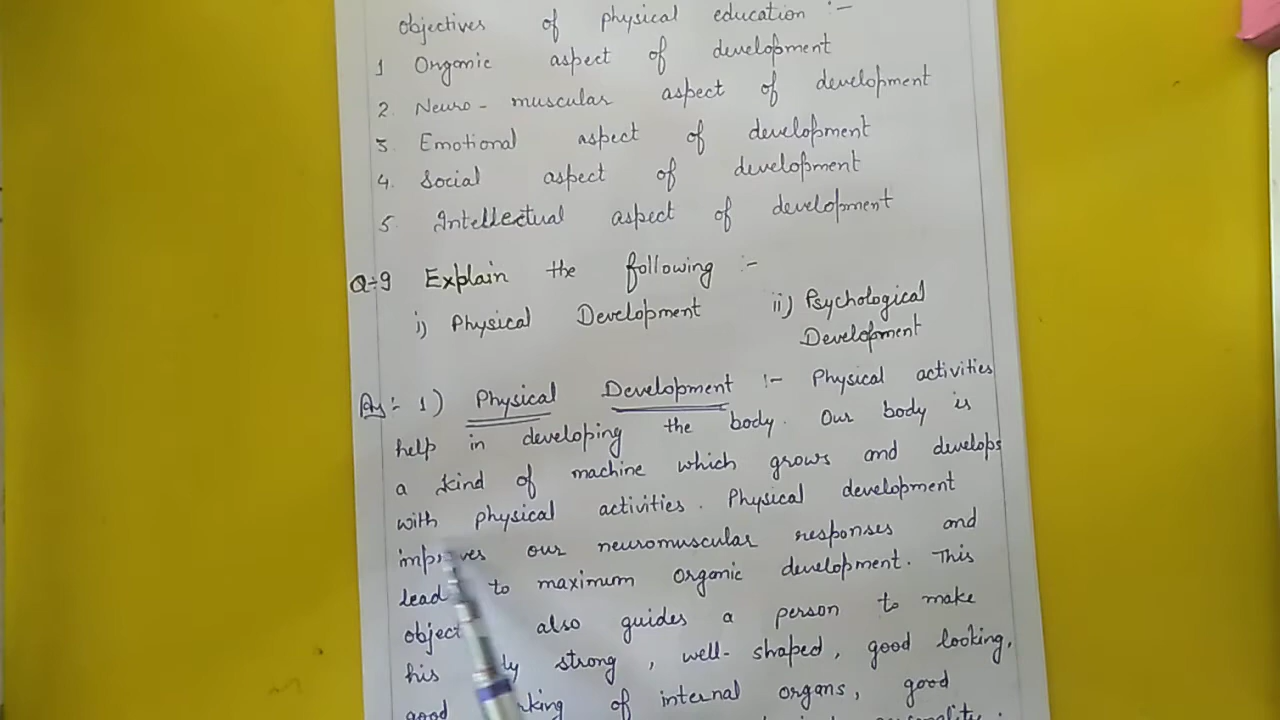 objectives of physical education :-
1 Organic aspect of development
2. Neuro - muscular aspect of development
3. Emotional aspect of development
4. Social aspect of development
5. Intellectual aspect of development
Q:9 Explain the following :-
i) Physical Development ii) Psychological
Development
Ans:- 1) Physical Development :- Physical activities
help in developing the body. Our body is
a kind of machine which grows and develops
with physical activities. Physical development
improves our neuromuscular responses and
lead to maximum organic development. This
object also guides a person to make
his strong, well-shaped, good looking,
good of internal organs, good